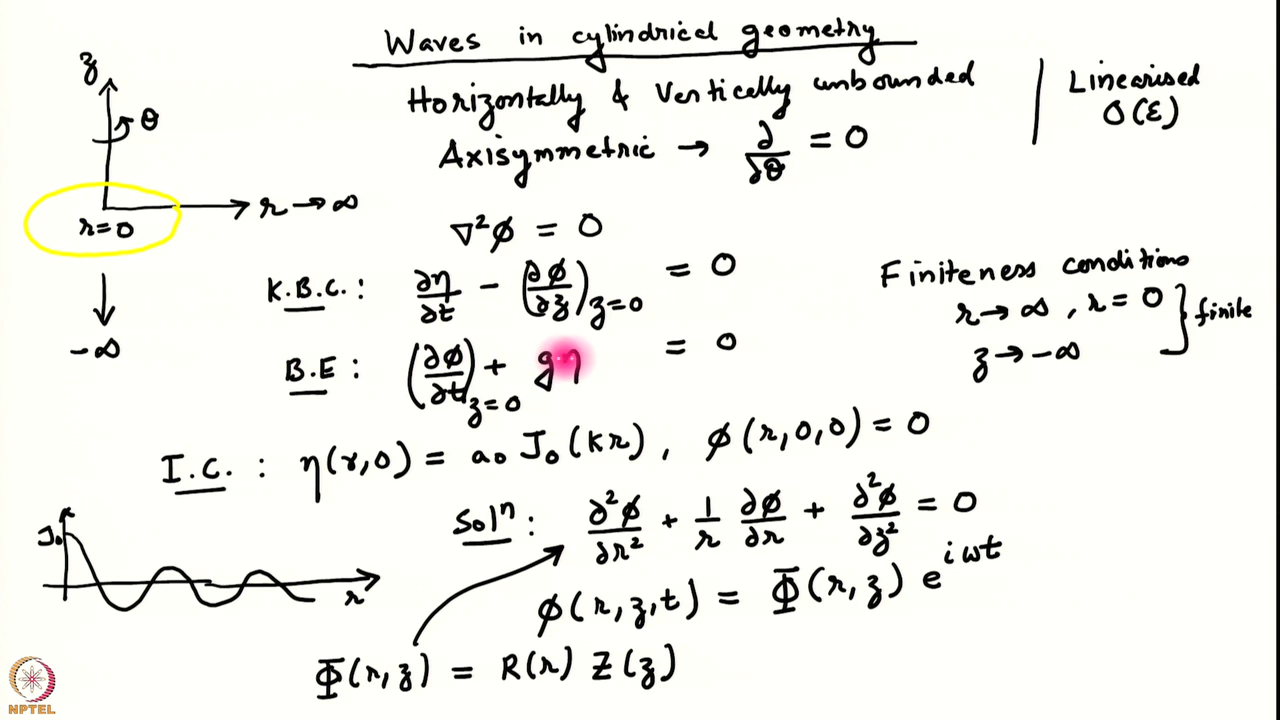 Waves in cylindrical geometry
Horizontally & Vertically unbounded | Linearised O(ε)
Axisymmetric → ∂/∂θ = 0
z
θ
r → ∞
r=0
-∞
∇²φ = 0
K.B.C.: ∂η/∂t − (∂φ/∂z)_{z=0} = 0
B.E: (∂φ/∂t)_{z=0} + gη = 0
Finiteness conditions
r → ∞, r = 0 } finite
z → −∞
I.C.: η(r,0) = a₀ J₀(kr), φ(r,0,0) = 0
J₀
r
Solⁿ: ∂²φ/∂r² + 1/r ∂φ/∂r + ∂²φ/∂z² = 0
φ(r,z,t) = Φ(r,z) e^{iωt}
Φ(r,z) = R(r) Z(z)
NPTEL